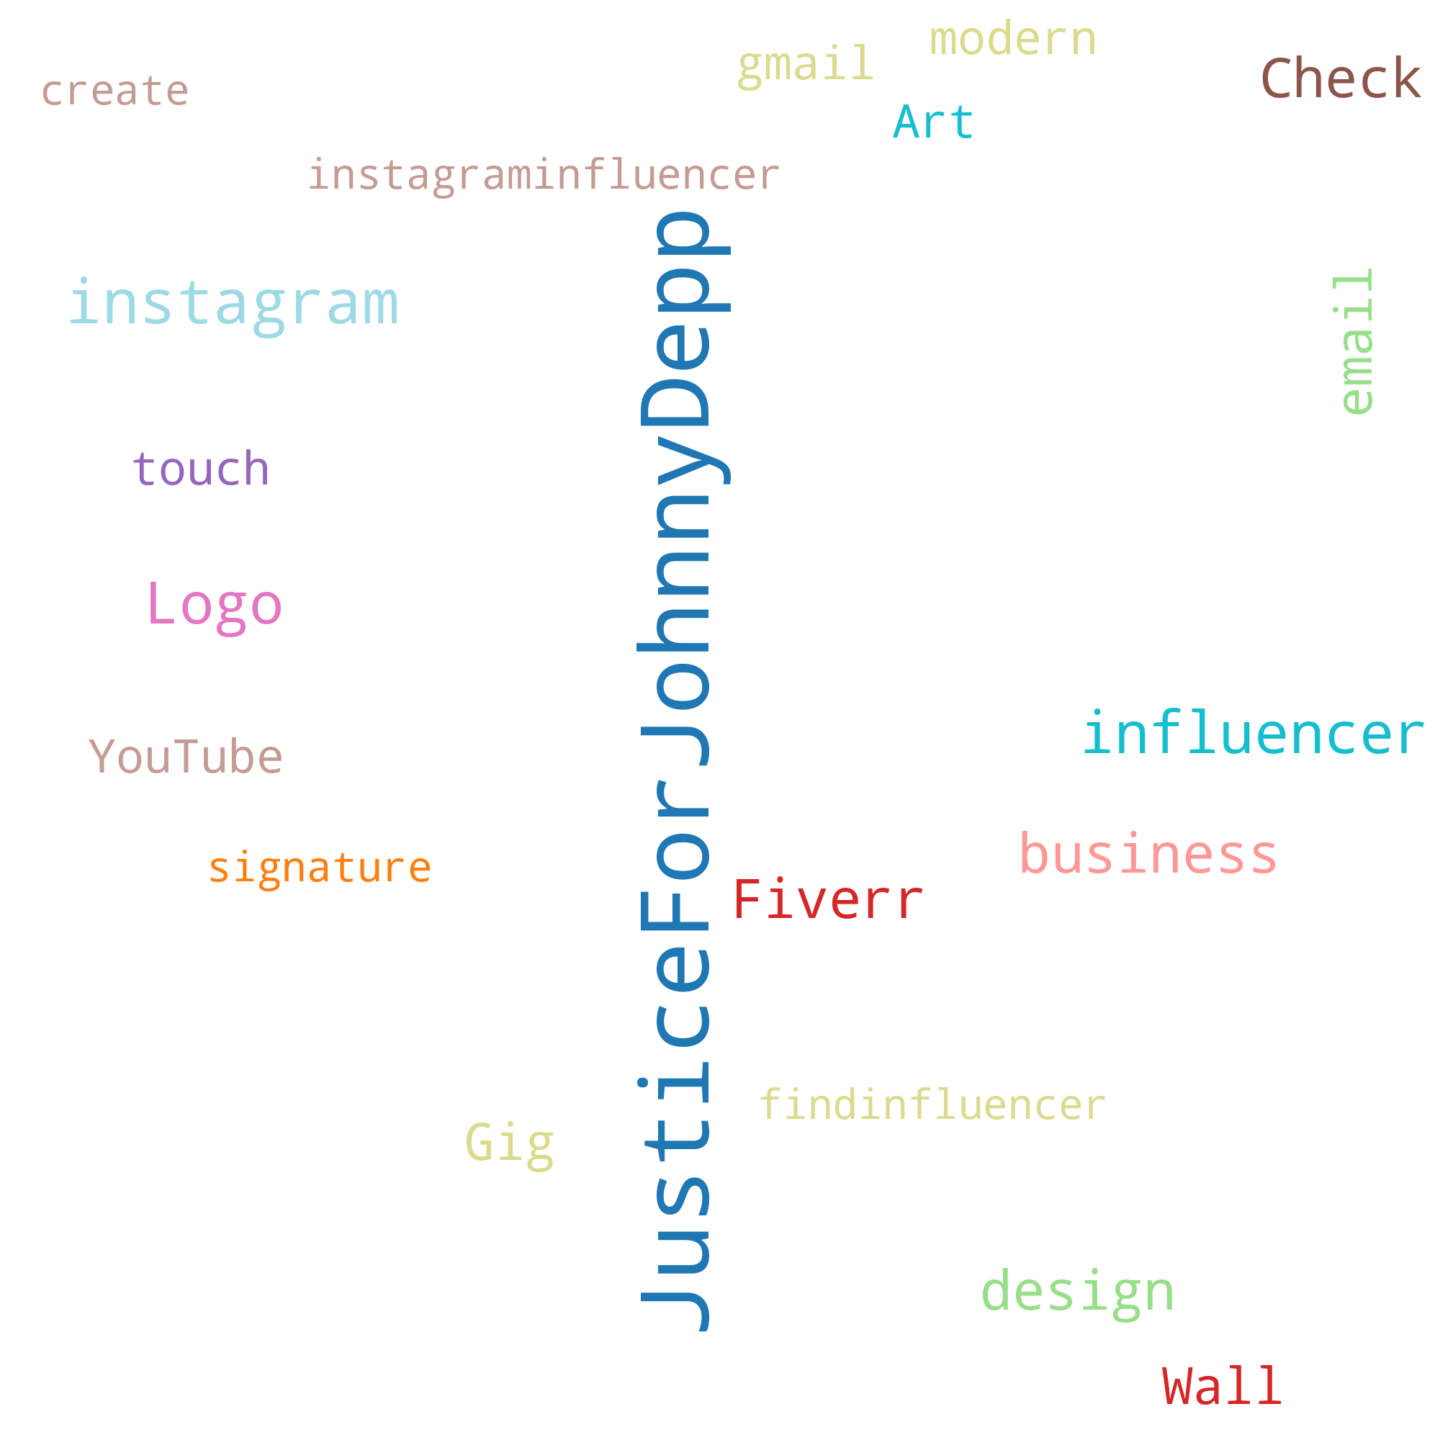 modern
gmail
Check
create
Art
instagraminfluencer
instagram
email
JusticeForJohnnyDepp
touch
Logo
influencer
YouTube
business
signature
Fiverr
findinfluencer
Gig
design
Wall